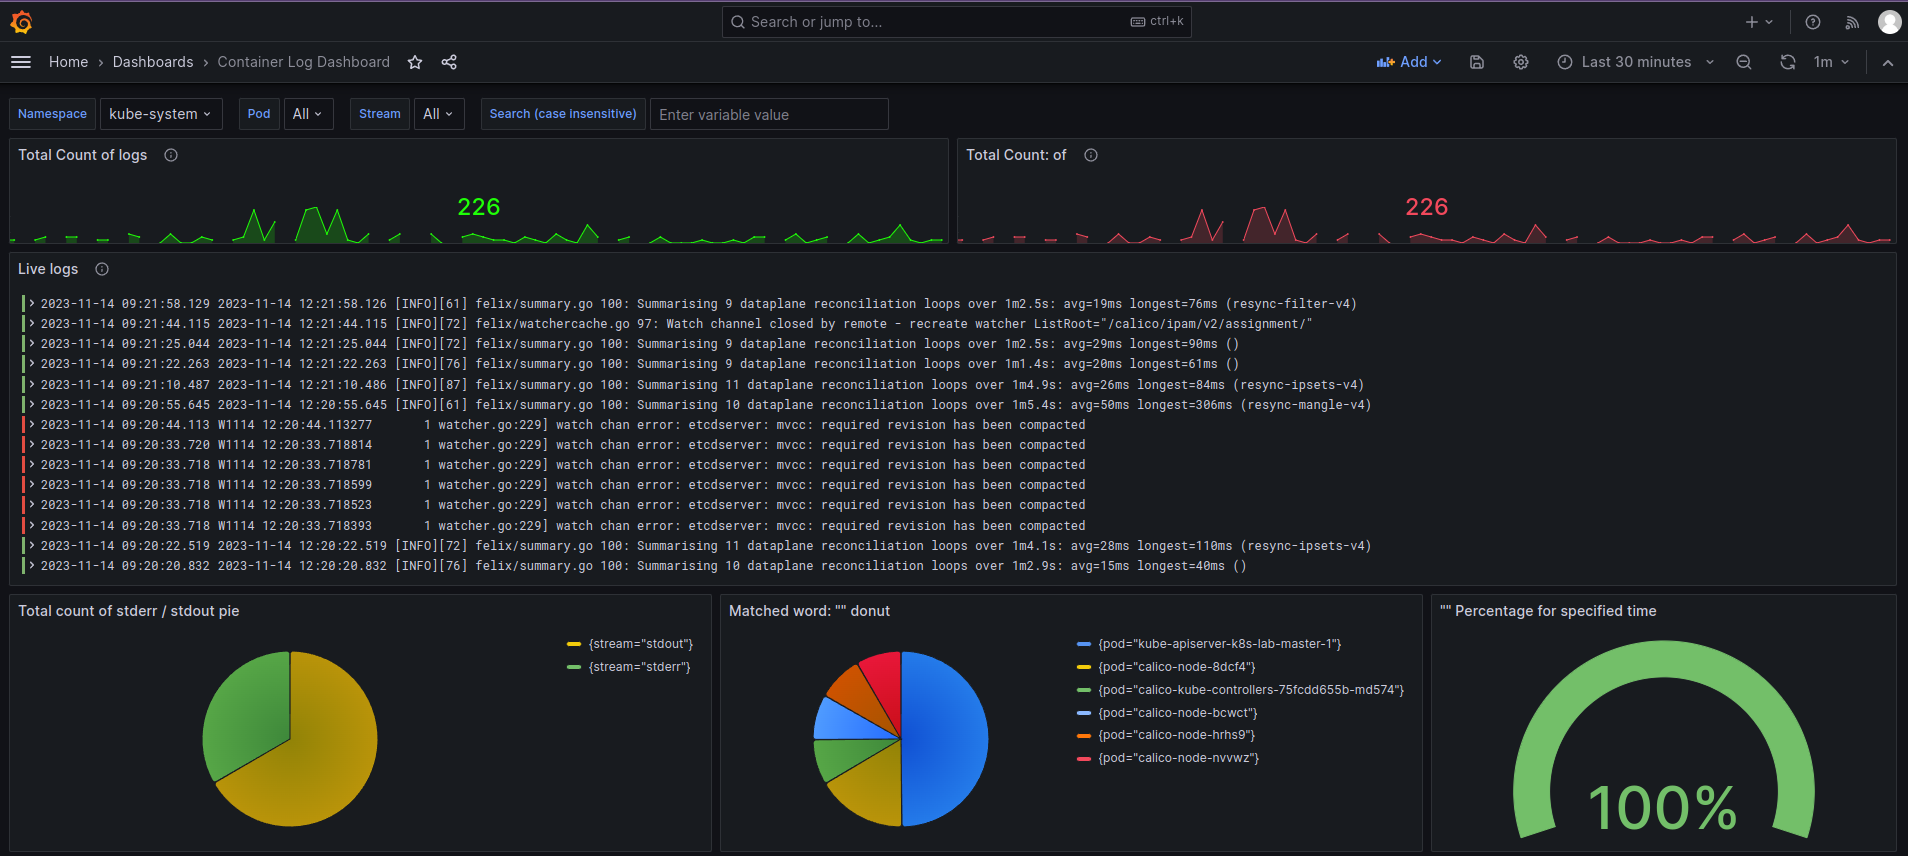 Search or jump to... ctrl+k
Home › Dashboards › Container Log Dashboard Add Last 30 minutes 1m
Namespace kube-system Pod All Stream All Search (case insensitive) Enter variable value
Total Count of logs
226
Total Count: of
226
Live logs
2023-11-14 09:21:58.129 2023-11-14 12:21:58.126 [INFO][61] felix/summary.go 100: Summarising 9 dataplane reconciliation loops over 1m2.5s: avg=19ms longest=76ms (resync-filter-v4)
2023-11-14 09:21:44.115 2023-11-14 12:21:44.115 [INFO][72] felix/watchercache.go 97: Watch channel closed by remote - recreate watcher ListRoot="/calico/ipam/v2/assignment/"
2023-11-14 09:21:25.044 2023-11-14 12:21:25.044 [INFO][72] felix/summary.go 100: Summarising 9 dataplane reconciliation loops over 1m2.5s: avg=29ms longest=90ms ()
2023-11-14 09:21:22.263 2023-11-14 12:21:22.263 [INFO][76] felix/summary.go 100: Summarising 9 dataplane reconciliation loops over 1m1.4s: avg=20ms longest=61ms ()
2023-11-14 09:21:10.487 2023-11-14 12:21:10.486 [INFO][87] felix/summary.go 100: Summarising 11 dataplane reconciliation loops over 1m4.9s: avg=26ms longest=84ms (resync-ipsets-v4)
2023-11-14 09:20:55.645 2023-11-14 12:20:55.645 [INFO][61] felix/summary.go 100: Summarising 10 dataplane reconciliation loops over 1m5.4s: avg=50ms longest=306ms (resync-mangle-v4)
2023-11-14 09:20:44.113 W1114 12:20:44.113277 1 watcher.go:229] watch chan error: etcdserver: mvcc: required revision has been compacted
2023-11-14 09:20:33.720 W1114 12:20:33.718814 1 watcher.go:229] watch chan error: etcdserver: mvcc: required revision has been compacted
2023-11-14 09:20:33.718 W1114 12:20:33.718781 1 watcher.go:229] watch chan error: etcdserver: mvcc: required revision has been compacted
2023-11-14 09:20:33.718 W1114 12:20:33.718599 1 watcher.go:229] watch chan error: etcdserver: mvcc: required revision has been compacted
2023-11-14 09:20:33.718 W1114 12:20:33.718523 1 watcher.go:229] watch chan error: etcdserver: mvcc: required revision has been compacted
2023-11-14 09:20:33.718 W1114 12:20:33.718393 1 watcher.go:229] watch chan error: etcdserver: mvcc: required revision has been compacted
2023-11-14 09:20:22.519 2023-11-14 12:20:22.519 [INFO][72] felix/summary.go 100: Summarising 11 dataplane reconciliation loops over 1m4.1s: avg=28ms longest=110ms (resync-ipsets-v4)
2023-11-14 09:20:20.832 2023-11-14 12:20:20.832 [INFO][76] felix/summary.go 100: Summarising 10 dataplane reconciliation loops over 1m2.9s: avg=15ms longest=40ms ()
Total count of stderr / stdout pie
{stream="stdout"}
{stream="stderr"}
Matched word: "" donut
{pod="kube-apiserver-k8s-lab-master-1"}
{pod="calico-node-8dcf4"}
{pod="calico-kube-controllers-75fcdd655b-md574"}
{pod="calico-node-bcwct"}
{pod="calico-node-hrhs9"}
{pod="calico-node-nvvwz"}
"" Percentage for specified time
100%